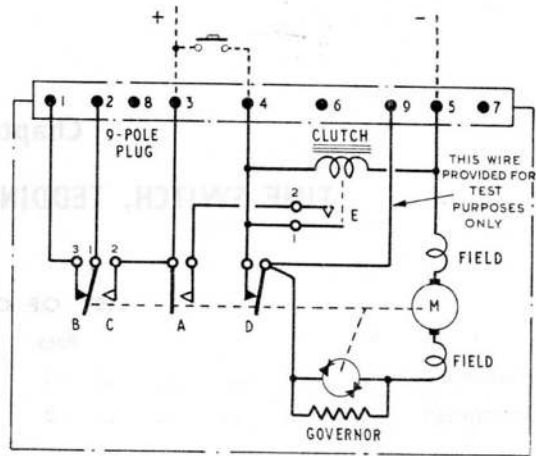 + -
1 2 8 3 4 6 9 5 7
9-POLE
PLUG
CLUTCH
THIS WIRE
PROVIDED FOR
TEST
PURPOSES
ONLY
2
E
1
3 1 2
FIELD
B C A D
M
FIELD
GOVERNOR